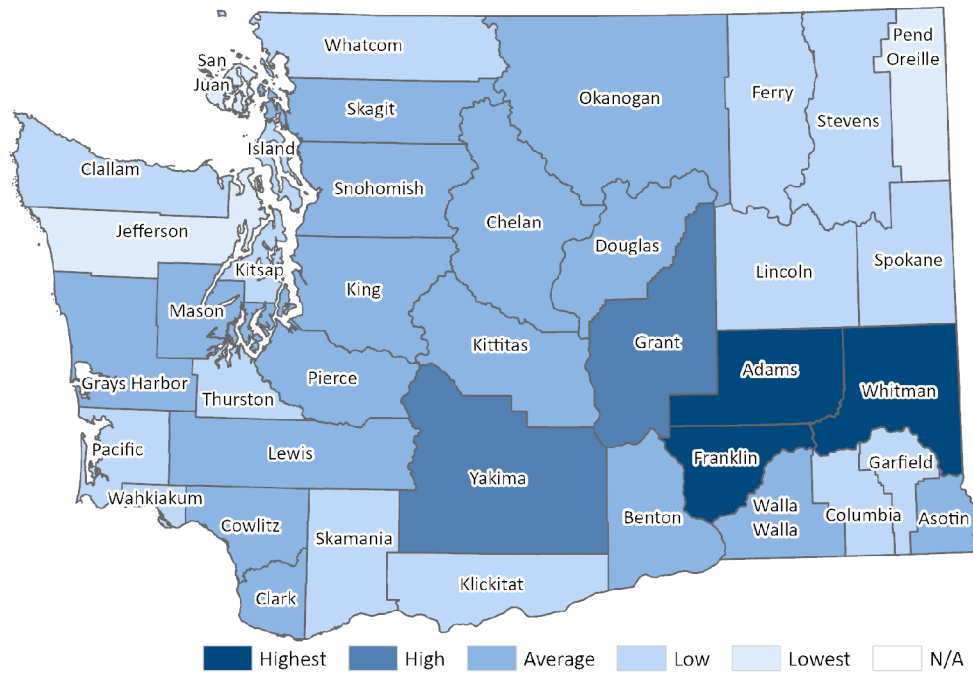 Whatcom
San
Juan
Skagit
Island
Clallam
Snohomish
Jefferson
Kitsap
King
Mason
Grays Harbor
Thurston
Pierce
Pacific
Lewis
Wahkiakum
Cowlitz
Skamania
Clark
Okanogan
Ferry
Stevens
Pend
Oreille
Chelan
Douglas
Lincoln
Spokane
Kittitas
Grant
Adams
Whitman
Yakima
Franklin
Garfield
Benton
Walla
Walla
Columbia
Asotin
Klickitat
Highest
High
Average
Low
Lowest
N/A